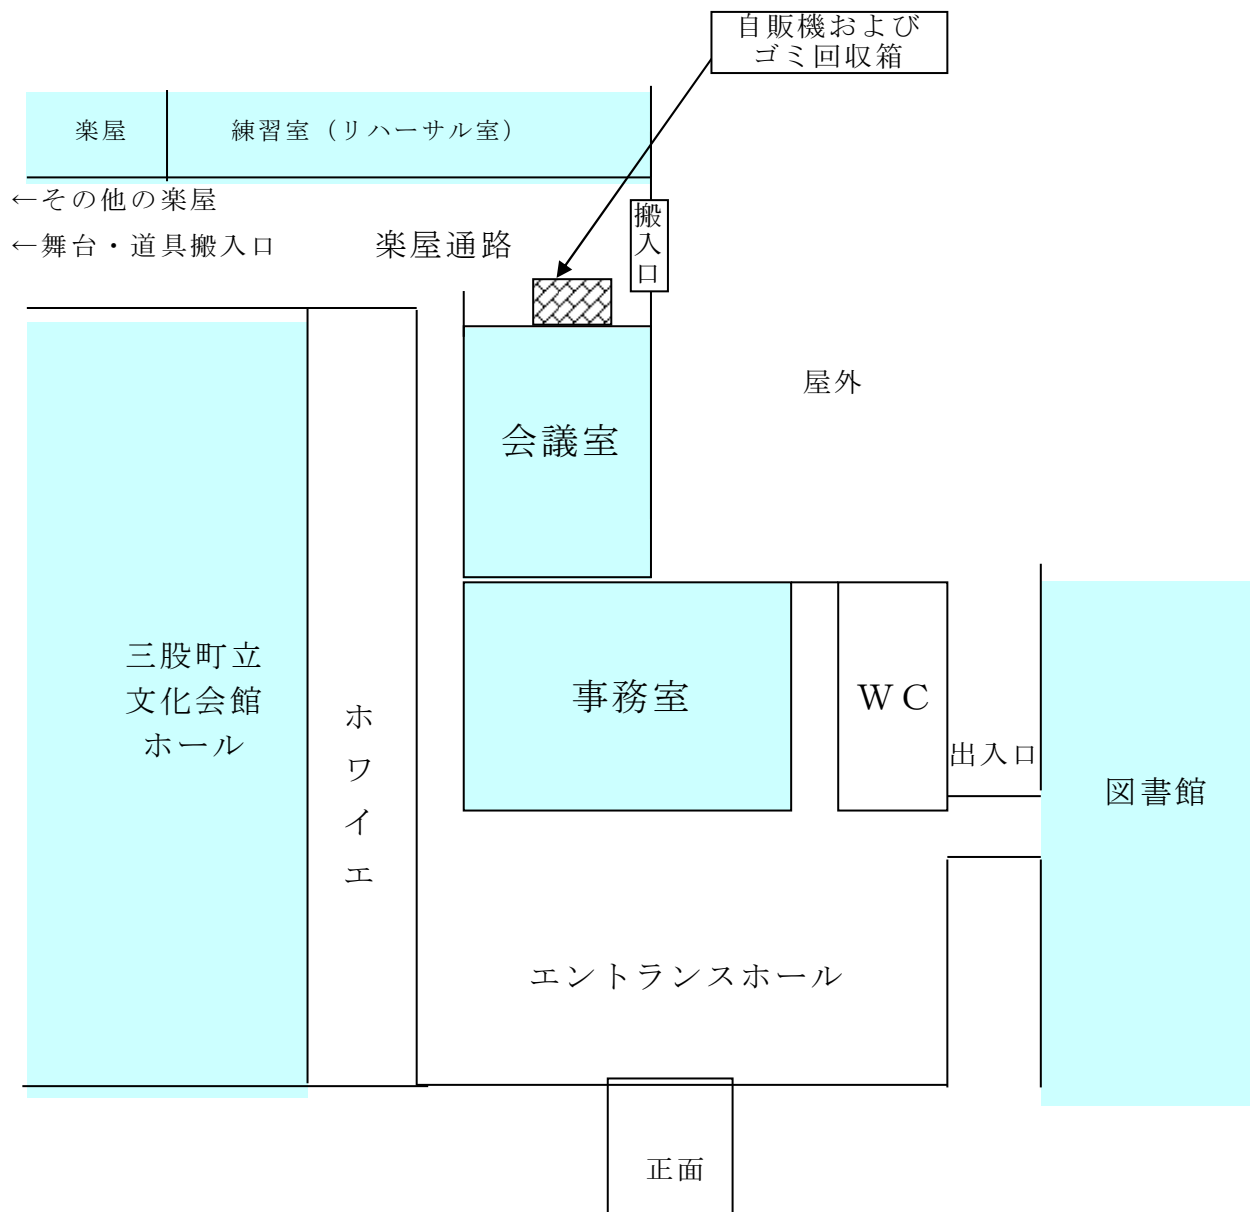 自販機および
ゴミ回収箱
楽屋
練習室（リハーサル室）
←その他の楽屋
←舞台・道具搬入口
楽屋通路
搬入口
屋外
会議室
三股町立
文化会館
ホール
ホワイエ
事務室
ＷＣ
出入口
図書館
エントランスホール
正面